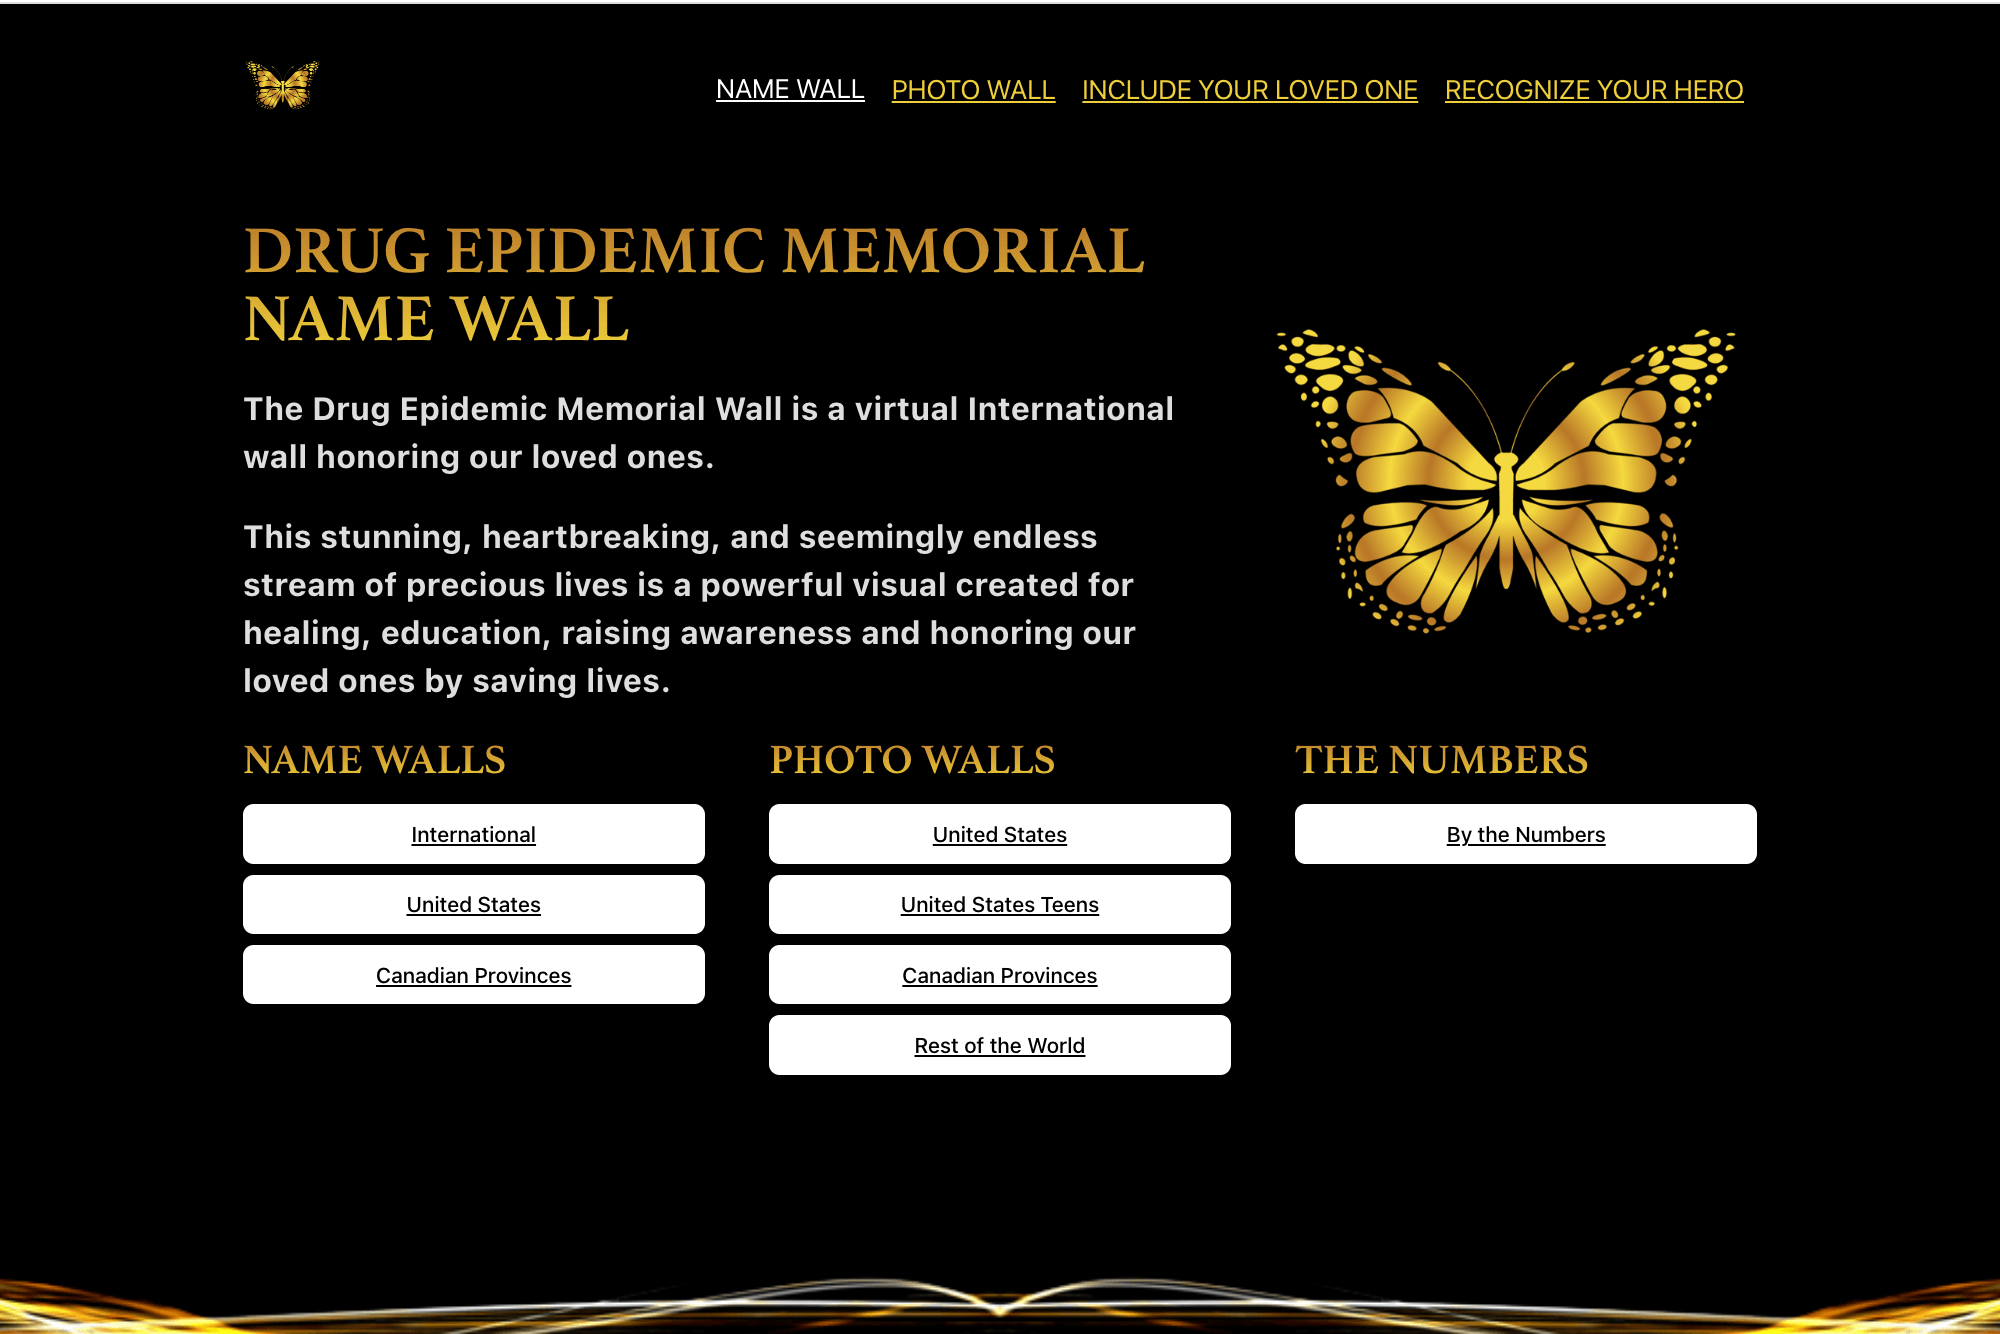 NAME WALL
PHOTO WALL
INCLUDE YOUR LOVED ONE
RECOGNIZE YOUR HERO
DRUG EPIDEMIC MEMORIAL
NAME WALL
The Drug Epidemic Memorial Wall is a virtual International
wall honoring our loved ones.
This stunning, heartbreaking, and seemingly endless
stream of precious lives is a powerful visual created for
healing, education, raising awareness and honoring our
loved ones by saving lives.
NAME WALLS
International
United States
Canadian Provinces
PHOTO WALLS
United States
United States Teens
Canadian Provinces
Rest of the World
THE NUMBERS
By the Numbers